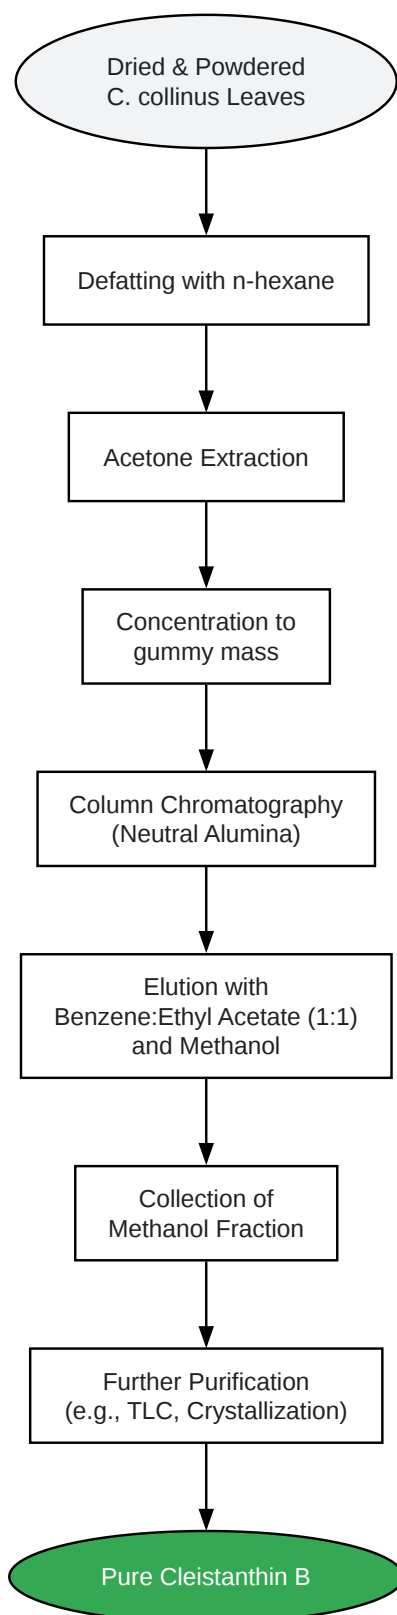 Dried & Powdered
C. collinus Leaves
Defatting with n-hexane
Acetone Extraction
Concentration to
gummy mass
Column Chromatography
(Neutral Alumina)
Elution with
Benzene:Ethyl Acetate (1:1)
and Methanol
Collection of
Methanol Fraction
Further Purification
(e.g., TLC, Crystallization)
Pure Cleistanthin B